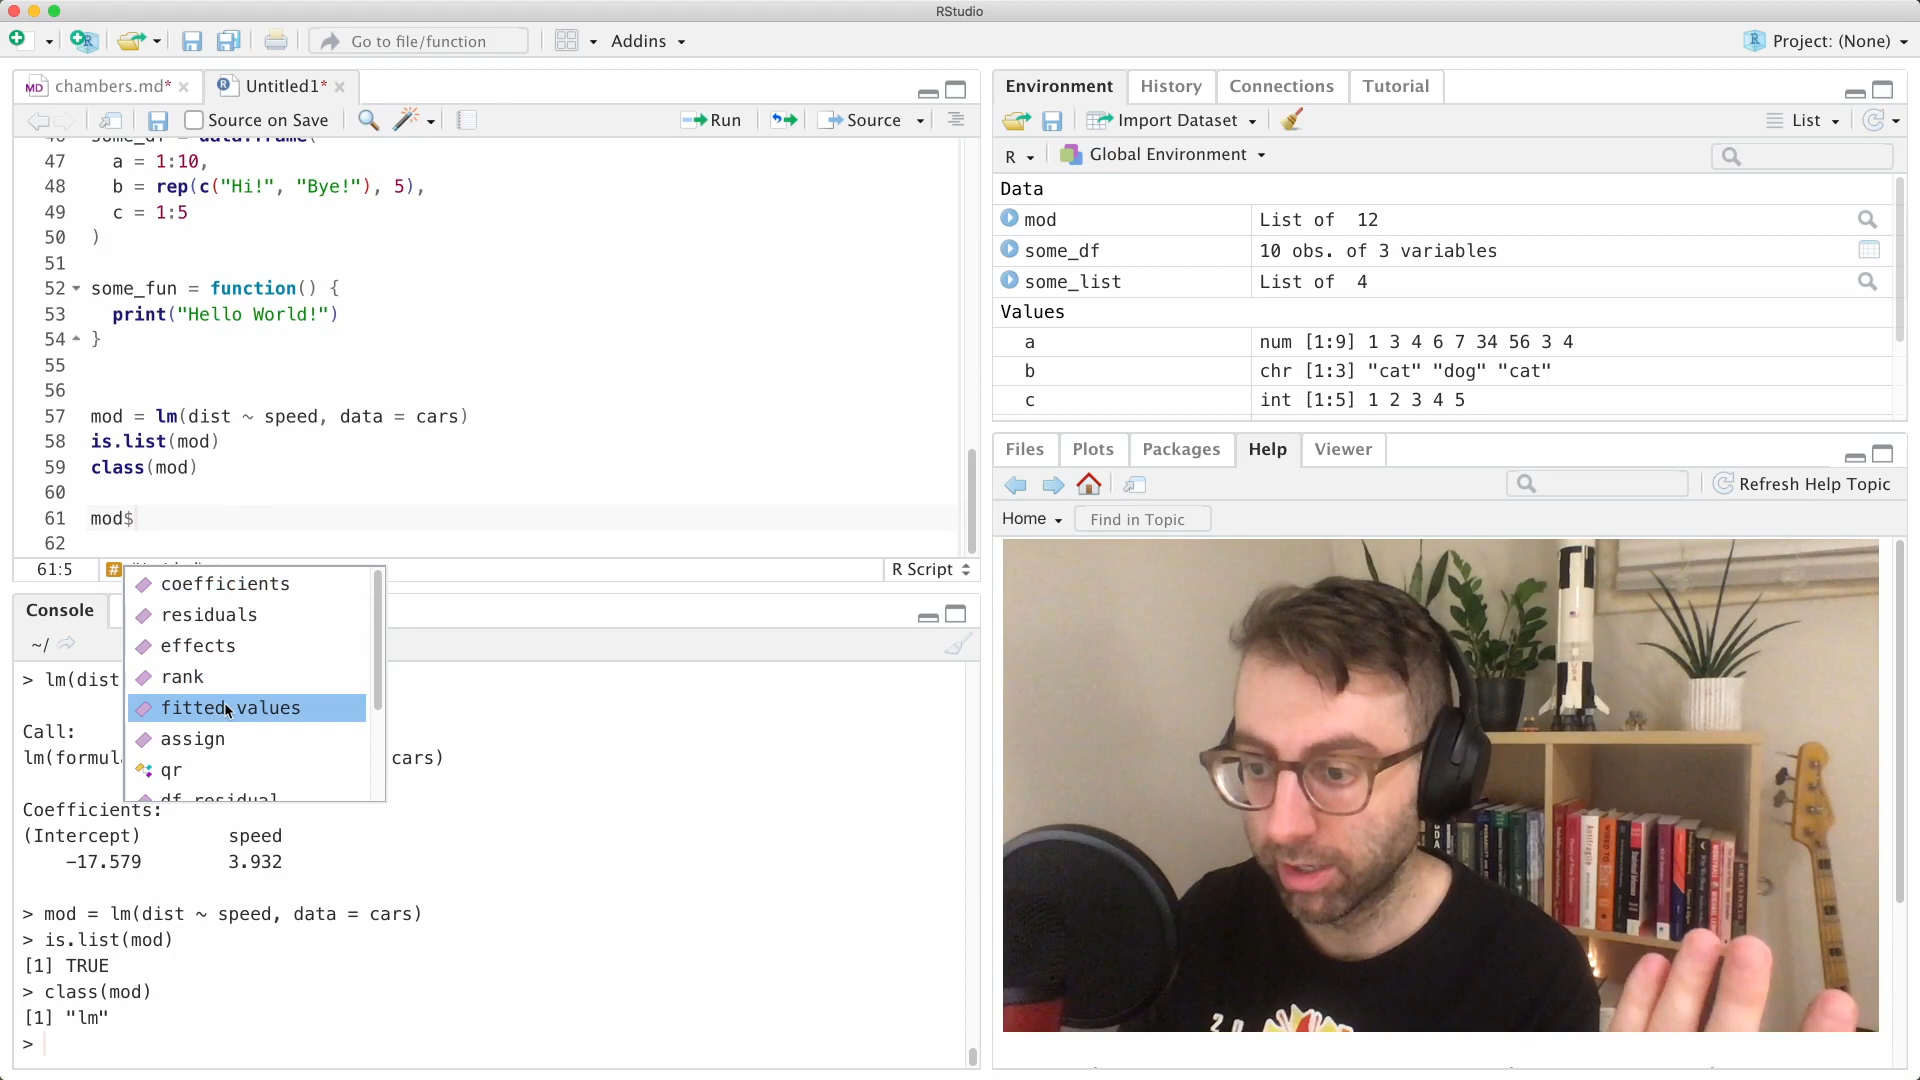 RStudio
Go to file/function
Addins
Project: (None)
MD chambers.md*
R Untitled1*
Source on Save
Run
Source
some_df = data.frame(
47 a = 1:10,
48 b = rep(c("Hi!", "Bye!"), 5),
49 c = 1:5
50 )
51
52 some_fun = function() {
53 print("Hello World!")
54 }
55
56
57 mod = lm(dist ~ speed, data = cars)
58 is.list(mod)
59 class(mod)
60
61 mod$
62
61:5
#
R Script
coefficients
residuals
effects
rank
fitted.values
assign
qr
df.residual
Console
~/
> lm(dist
Call:
lm(formul
cars)
Coefficients:
(Intercept) speed
-17.579 3.932
> mod = lm(dist ~ speed, data = cars)
> is.list(mod)
[1] TRUE
> class(mod)
[1] "lm"
>
Environment
History
Connections
Tutorial
Import Dataset
List
R
Global Environment
Data
mod List of 12
some_df 10 obs. of 3 variables
some_list List of 4
Values
a num [1:9] 1 3 4 6 7 34 56 3 4
b chr [1:3] "cat" "dog" "cat"
c int [1:5] 1 2 3 4 5
Files
Plots
Packages
Help
Viewer
Refresh Help Topic
Home
Find in Topic